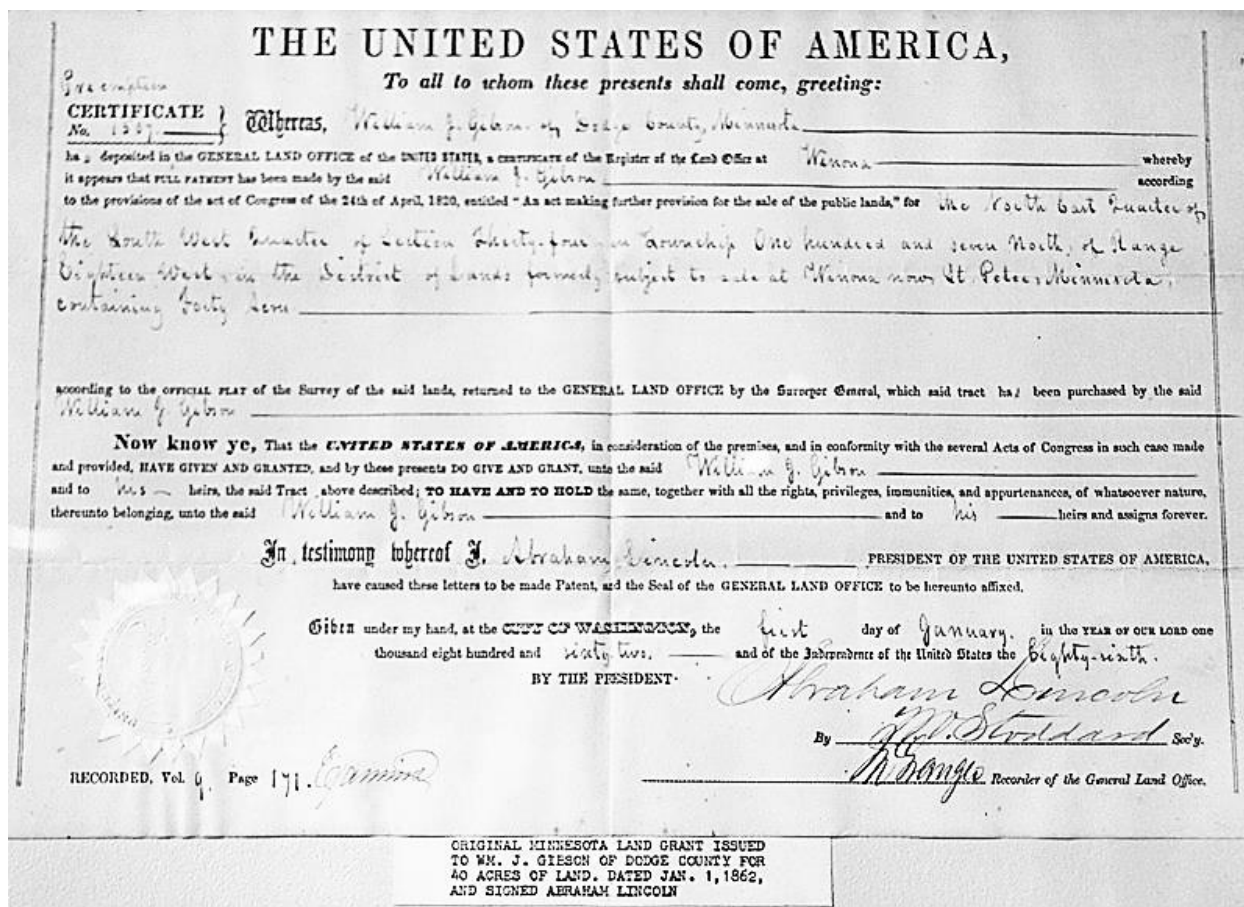 THE UNITED STATES OF AMERICA,
To all to whom these presents shall come, greeting:
Preemption
CERTIFICATE
No. Whereas, William J. Gibson of Dodge County, Minnesota
has deposited in the GENERAL LAND OFFICE of the UNITED STATES, a CERTIFICATE of the Register of the Land Office at Winona whereby
it appears that FULL PAYMENT has been made by the said William J. Gibson according
to the provisions of the act of Congress of the 24th of April, 1820, entitled "An act making further provision for the sale of the public lands," for the North East Quarter of
the South West Quarter of Section Thirty-four in Township One hundred and seven North, of Range
Eighteen West in the District of Lands formerly subject to sale at Winona now St. Peter, Minnesota,
containing Forty Acres
according to the OFFICIAL PLAT of the Survey of the said lands, returned to the GENERAL LAND OFFICE by the Surveyor General, which said tract has been purchased by the said
William J. Gibson
Now know ye, That the UNITED STATES OF AMERICA, in consideration of the premises, and in conformity with the several Acts of Congress in such case made
and provided, HAVE GIVEN AND GRANTED, and by these presents DO GIVE AND GRANT, unto the said William J. Gibson
and to his heirs, the said Tract above described; TO HAVE AND TO HOLD the same, together with all the rights, privileges, immunities, and appurtenances, of whatsoever nature,
thereunto belonging, unto the said William J. Gibson and to his heirs and assigns forever.
In testimony whereof I, Abraham Lincoln, PRESIDENT OF THE UNITED STATES OF AMERICA,
have caused these letters to be made Patent, and the Seal of the GENERAL LAND OFFICE to be hereunto affixed.
Given under my hand, at the CITY OF WASHINGTON, the first day of January, in the YEAR OF OUR LORD one
thousand eight hundred and sixty two, and of the Independence of the United States the Eighty-sixth.
BY THE PRESIDENT.
Abraham Lincoln
By Stoddard Sec'y.
RECORDED, Vol. 9. Page 171. Recorder of the General Land Office.
ORIGINAL MINNESOTA LAND GRANT ISSUED
TO WM. J. GIBSON OF DODGE COUNTY FOR
40 ACRES OF LAND. DATED JAN. 1,1862,
AND SIGNED ABRAHAM LINCOLN